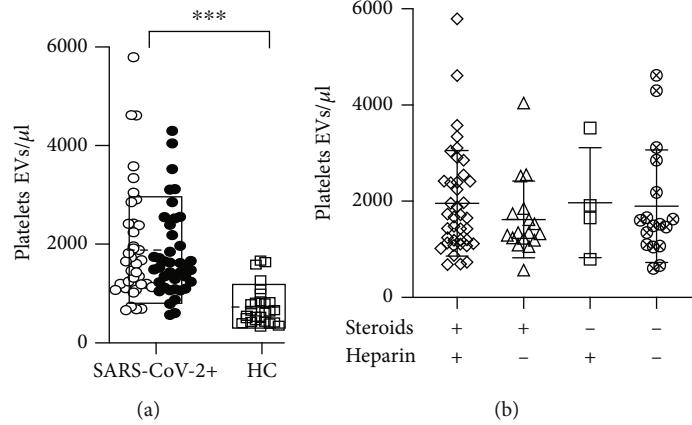 ***
6000
4000
2000
0
Platelets EVs/μl
SARS-CoV-2+ HC
(a)
6000
4000
2000
0
Platelets EVs/μl
Steroids + + – –
Heparin + – + –
(b)